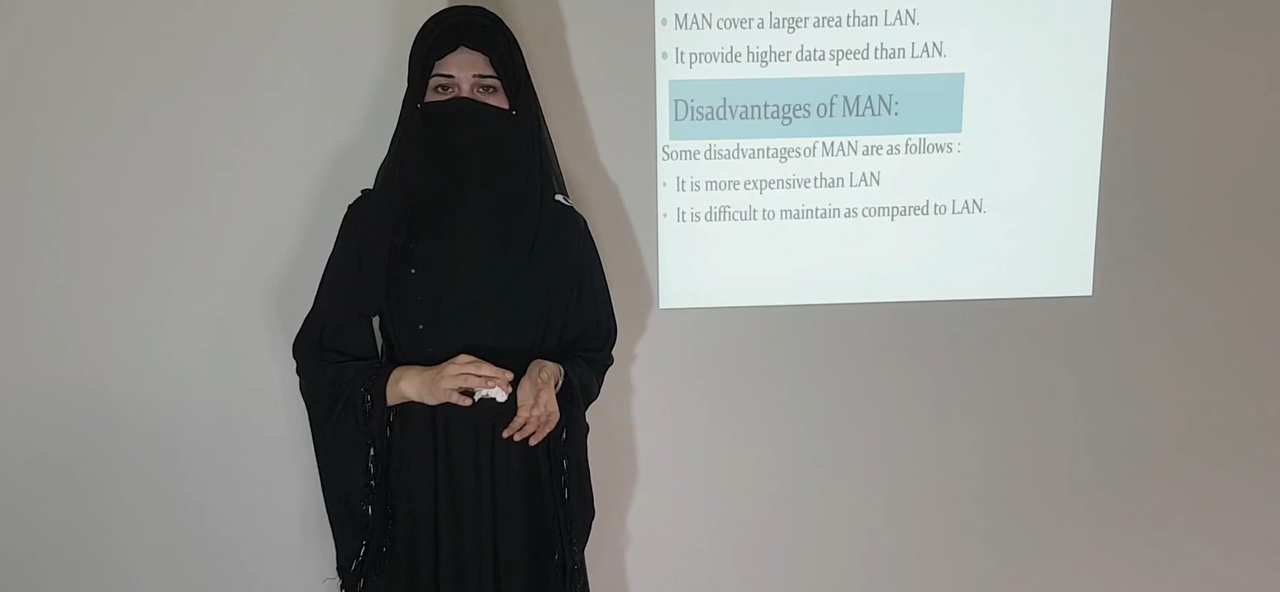 • MAN cover a larger area than LAN.
• It provide higher data speed than LAN.
Disadvantages of MAN:
Some disadvantages of MAN are as follows :
• It is more expensive than LAN
• It is difficult to maintain as compared to LAN.